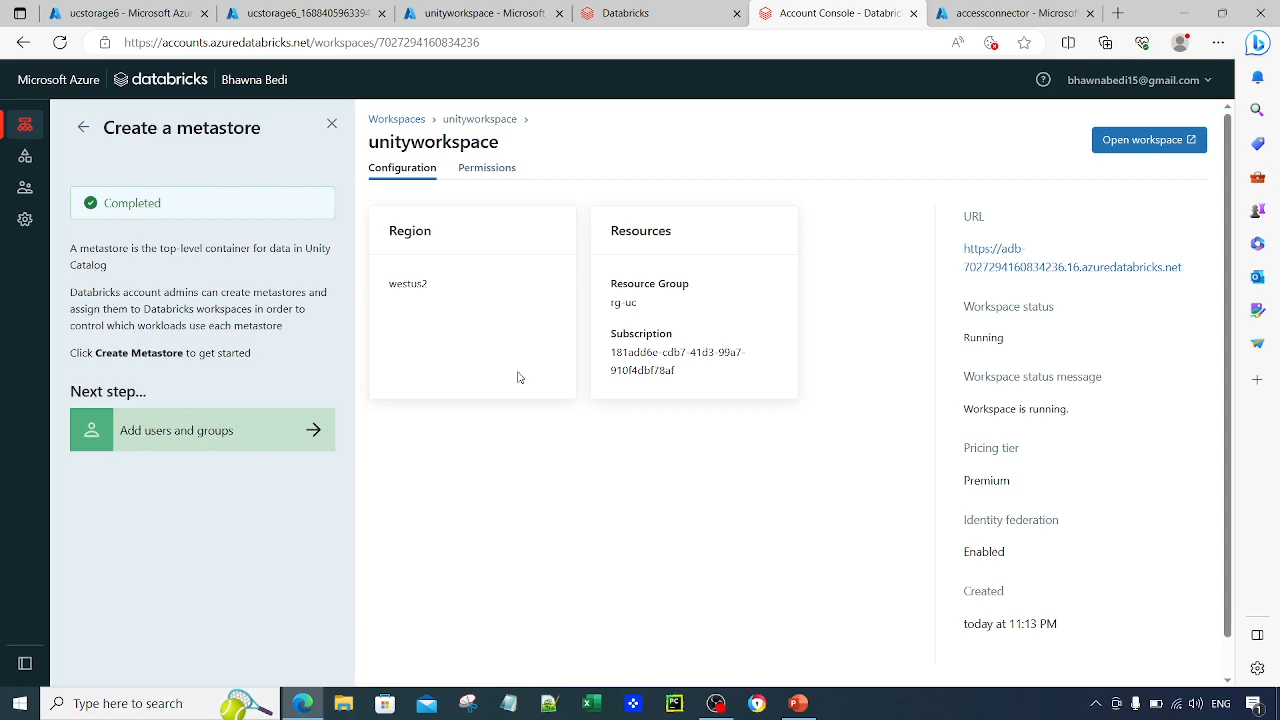 ucstorage6 - Microsoft Azur
ucstorage6_1688405963394
unityworkspace - Microsoft
Databricks
Account Console - Databric
accessonnector - Microsoft
https://accounts.azuredatabricks.net/workspaces/7027294160834236
Microsoft Azure
databricks
Bhawna Bedi
bhawnabedi15@gmail.com
Create a metastore
Completed
A metastore is the top-level container for data in Unity
Catalog
Databricks account admins can create metastores and
assign them to Databricks workspaces in order to
control which workloads use each metastore
Click Create Metastore to get started
Next step...
Add users and groups
Workspaces › unityworkspace ›
unityworkspace
Open workspace
Configuration
Permissions
Region
westus2
Resources
Resource Group
rg-uc
Subscription
181add6e-cdb7-41d3-99a7-
910f4dbf78af
URL
https://adb-
7027294160834236.16.azuredatabricks.net
Workspace status
Running
Workspace status message
Workspace is running.
Pricing tier
Premium
Identity federation
Enabled
Created
today at 11:13 PM
Type here to search
ENG